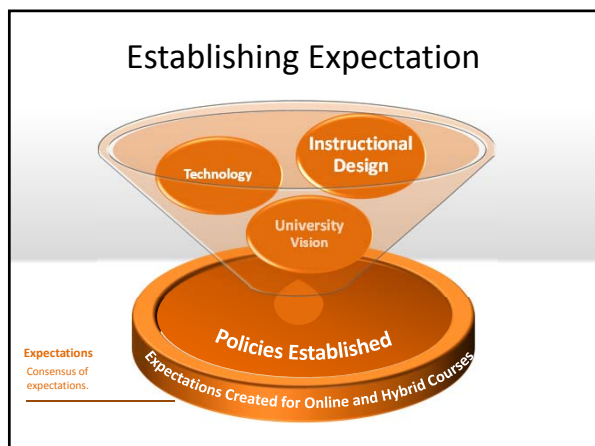 Establishing Expectation
Instructional
Design
Technology
University
Vision
Policies Established
Expectations Created for Online and Hybrid Courses
Expectations
Consensus of
expectations.